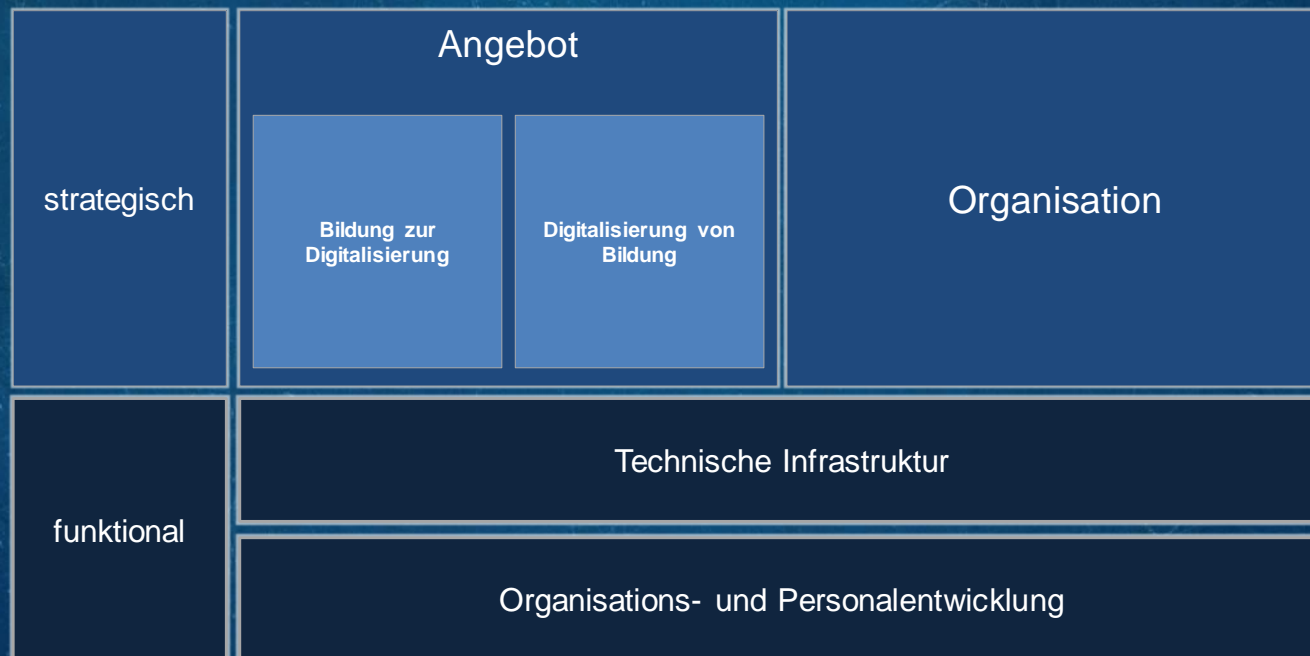 strategisch
Angebot
Bildung zur
Digitalisierung
Digitalisierung von
Bildung
Organisation
funktional
Technische Infrastruktur
Organisations- und Personalentwicklung